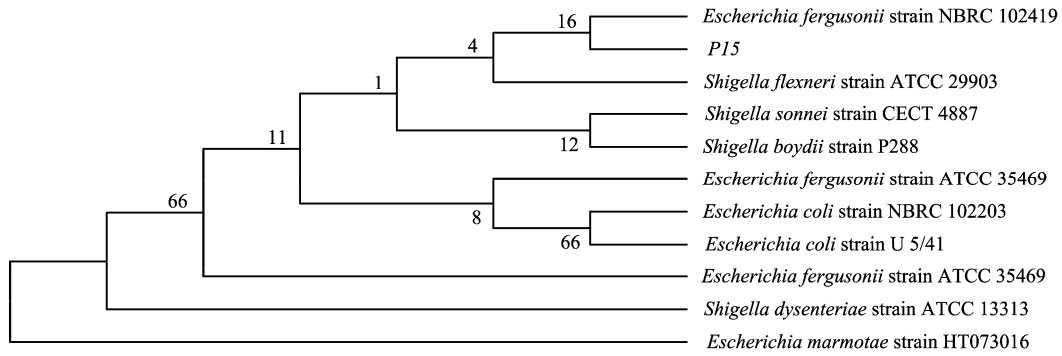 16 Escherichia fergusonii strain NBRC 102419
4 P15
1 Shigella flexneri strain ATCC 29903
Shigella sonnei strain CECT 4887
11 12 Shigella boydii strain P288
Escherichia fergusonii strain ATCC 35469
66 8 Escherichia coli strain NBRC 102203
66 Escherichia coli strain U 5/41
Escherichia fergusonii strain ATCC 35469
Shigella dysenteriae strain ATCC 13313
Escherichia marmotae strain HT073016